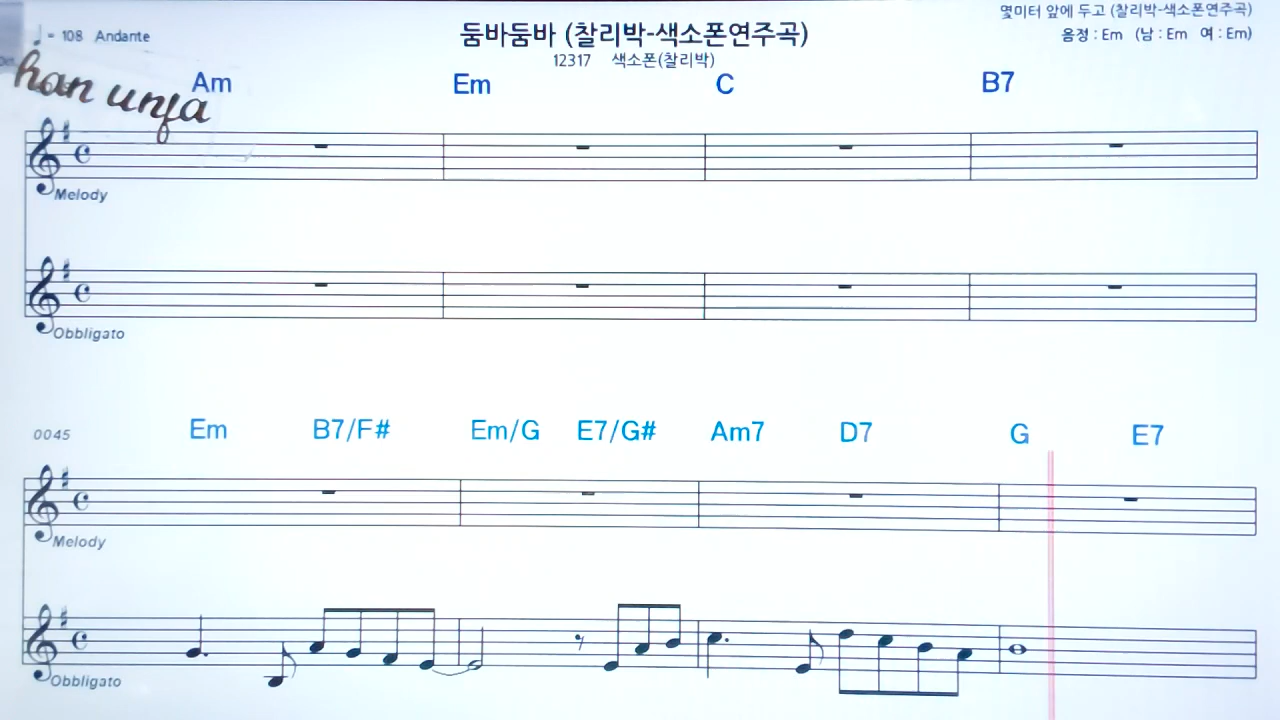 몇미터 앞에 두고 (찰리박-색소폰연주곡)
♩ = 108 Andante
둠바둠바 (찰리박-색소폰연주곡)
음정 : Em (남 : Em 여 : Em)
12317 색소폰(찰리박)
han unja
Am Em C B7
Melody
Obbligato
0045
Em B7/F# Em/G E7/G# Am7 D7 G E7
Melody
Obbligato